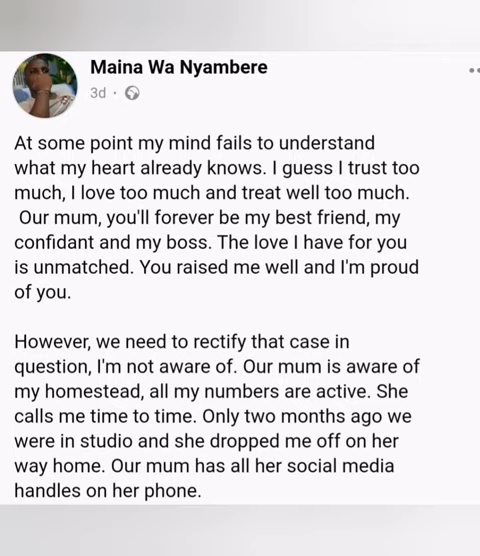 Maina Wa Nyambere
3d ·
At some point my mind fails to understand
what my heart already knows. I guess I trust too
much, I love too much and treat well too much.
Our mum, you'll forever be my best friend, my
confidant and my boss. The love I have for you
is unmatched. You raised me well and I'm proud
of you.
However, we need to rectify that case in
question, I'm not aware of. Our mum is aware of
my homestead, all my numbers are active. She
calls me time to time. Only two months ago we
were in studio and she dropped me off on her
way home. Our mum has all her social media
handles on her phone.